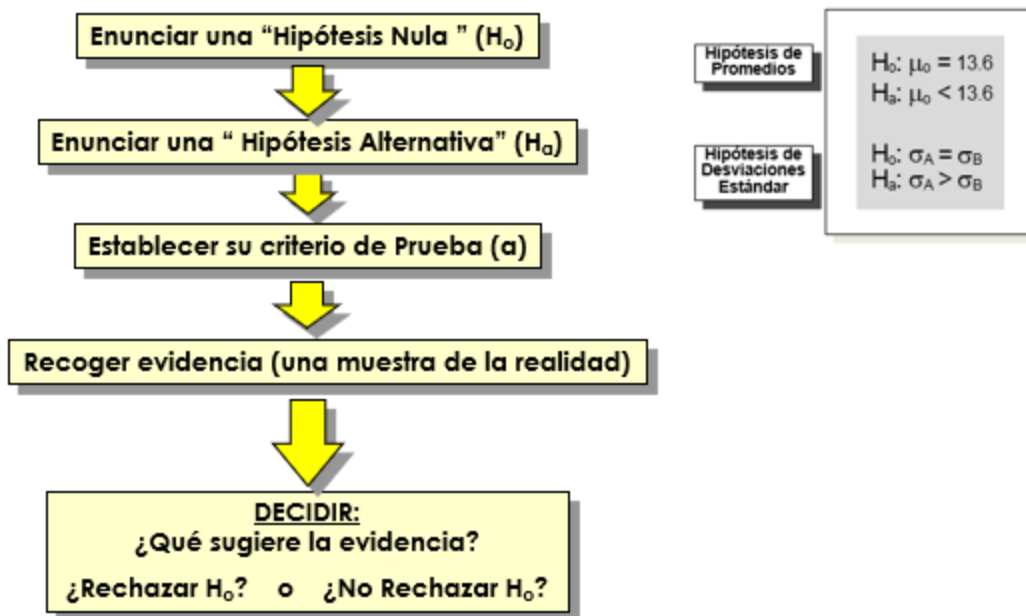 Enunciar una “Hipótesis Nula ” (Hₒ)
Enunciar una “ Hipótesis Alternativa” (Hₐ)
Establecer su criterio de Prueba (a)
Recoger evidencia (una muestra de la realidad)
DECIDIR:
¿Qué sugiere la evidencia?
¿Rechazar Hₒ? o ¿No Rechazar Hₒ?
Hipótesis de
Promedios
Hₒ: μₒ = 13.6
Hₐ: μₒ < 13.6
Hipótesis de
Desviaciones
Estándar
Hₒ: σA = σB
Hₐ: σA > σB